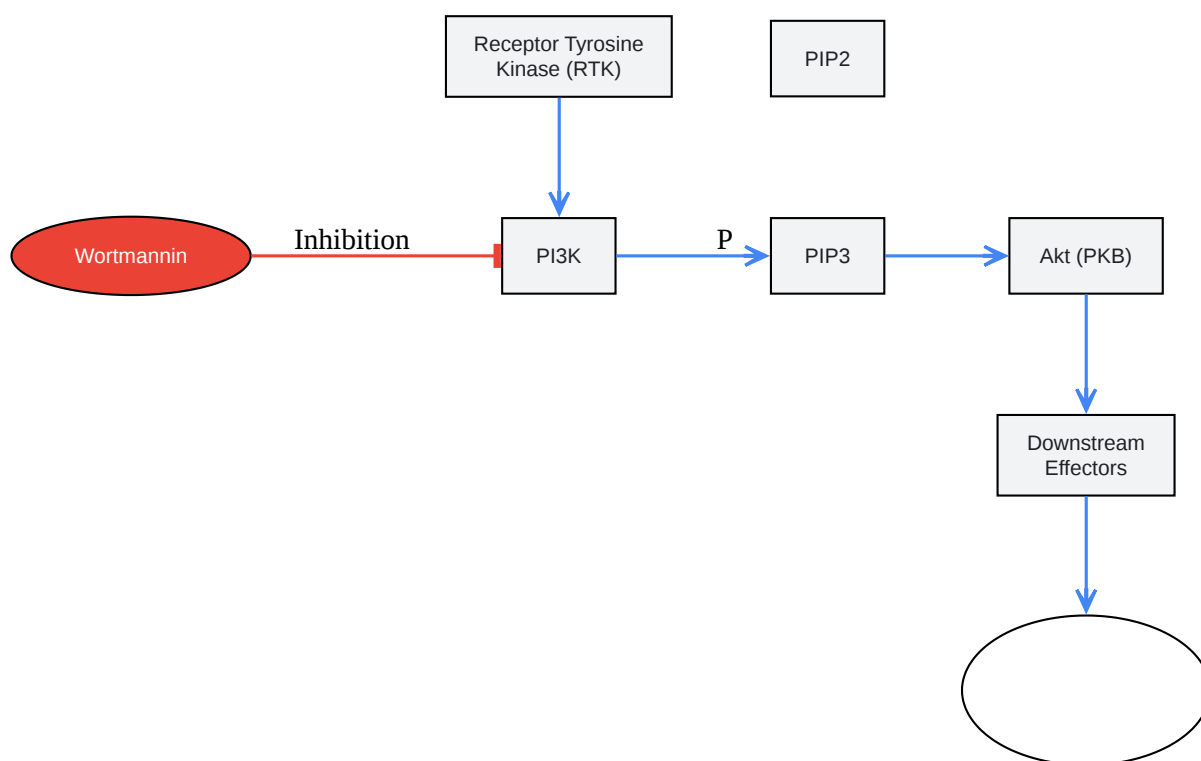 Receptor Tyrosine
Kinase (RTK)
PIP2
Wortmannin
Inhibition
PI3K
P
PIP3
Akt (PKB)
Downstream
Effectors